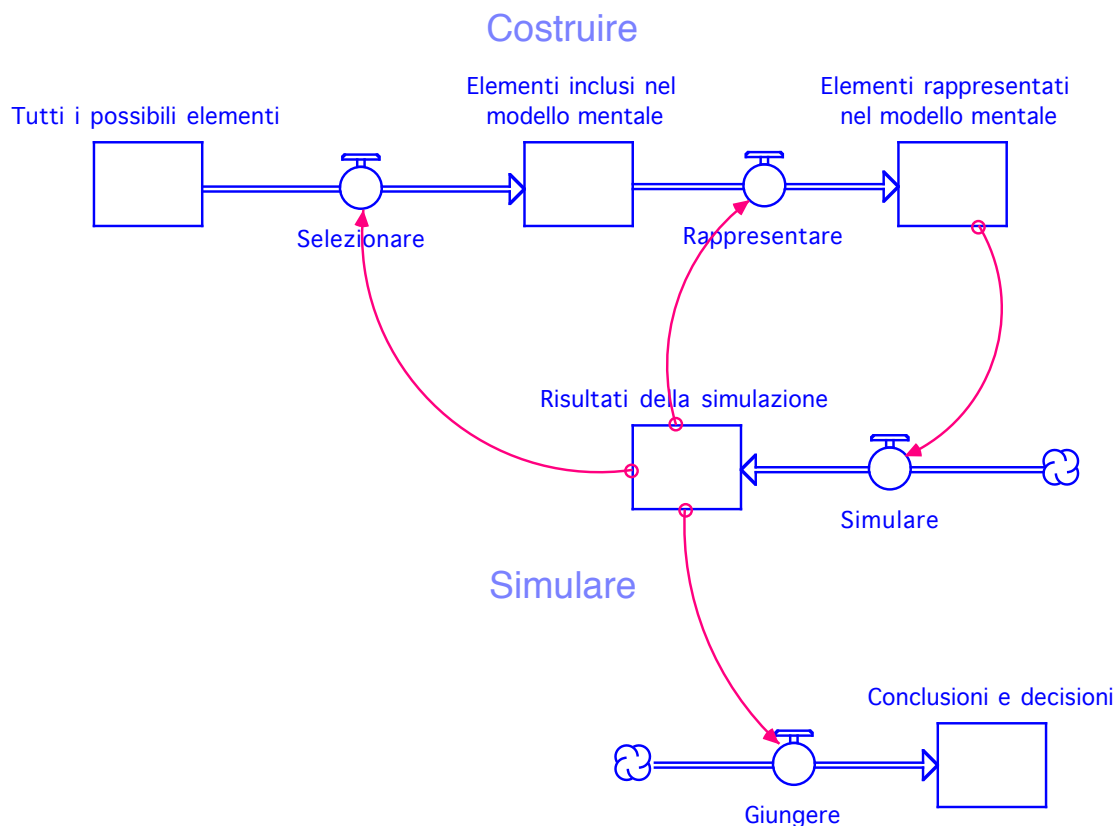 Costruire
Tutti i possibili elementi
Elementi inclusi nel
modello mentale
Elementi rappresentati
nel modello mentale
Selezionare
Rappresentare
Risultati della simulazione
Simulare
Simulare
Conclusioni e decisioni
Giungere